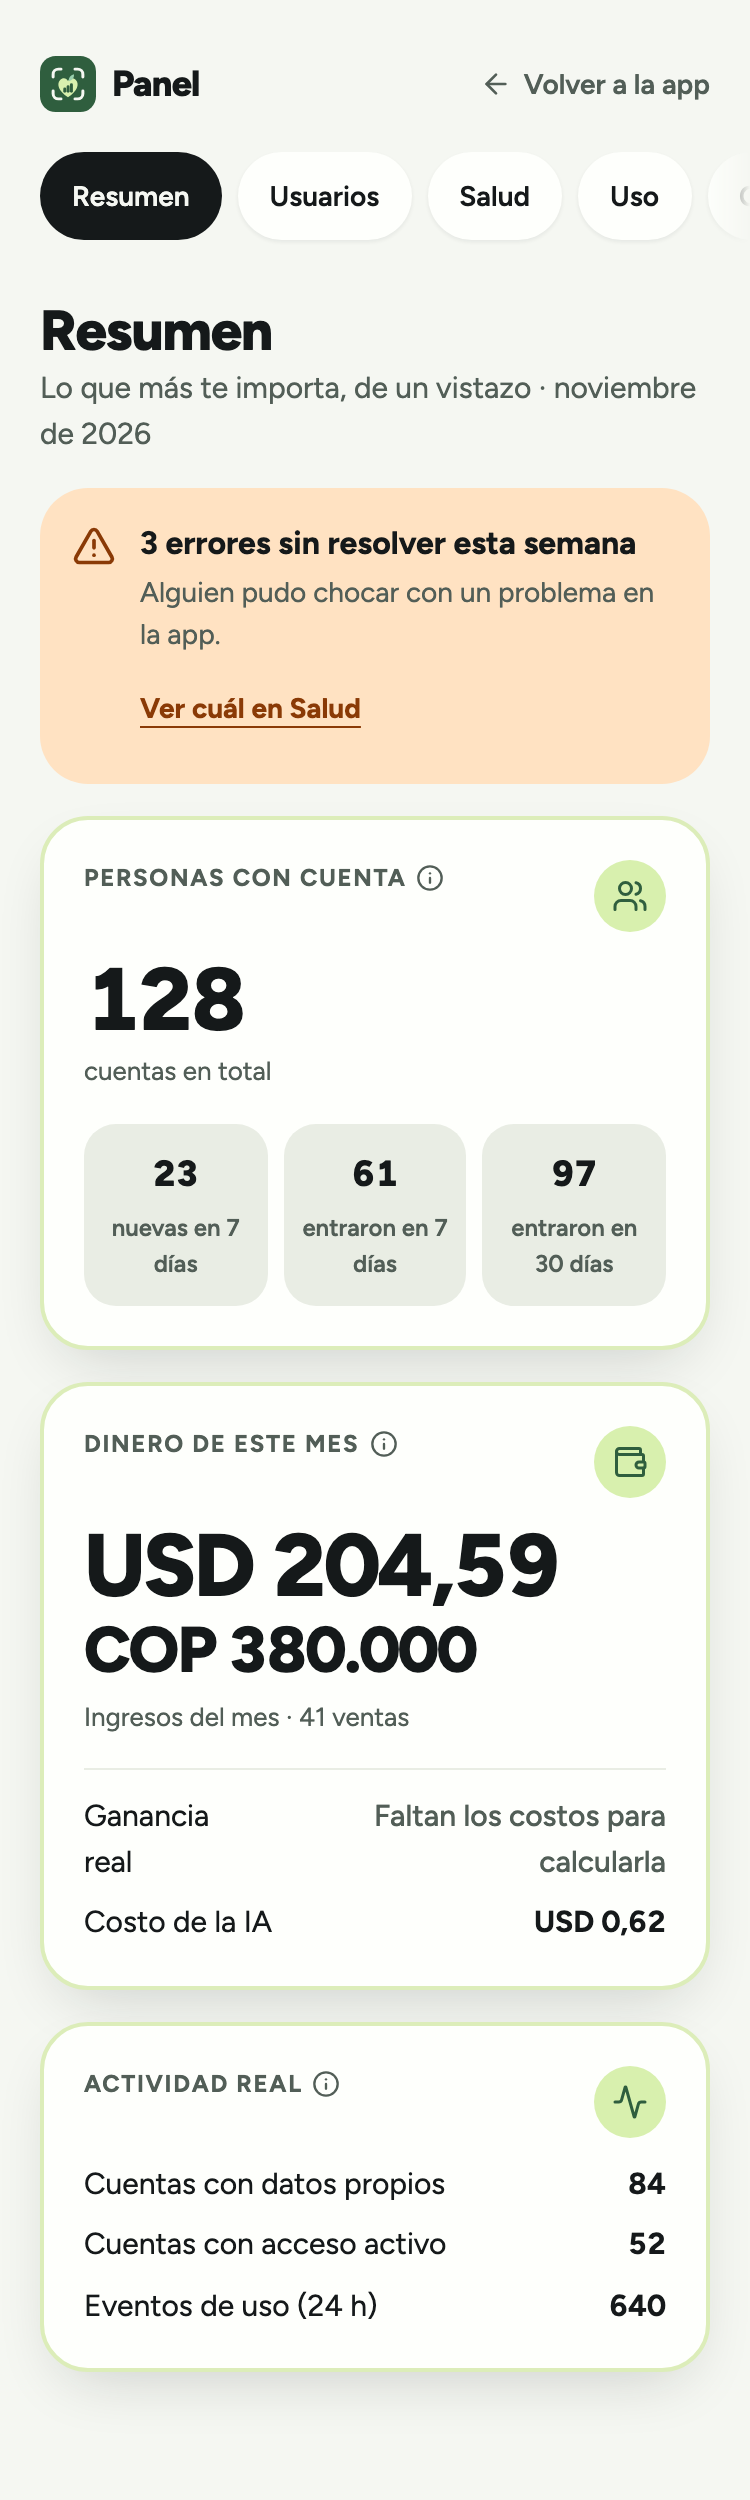 Panel
Volver a la app
Resumen
Usuarios
Salud
Uso
Resumen
Lo que más te importa, de un vistazo · noviembre
de 2026
3 errores sin resolver esta semana
Alguien pudo chocar con un problema en
la app.
Ver cuál en Salud
PERSONAS CON CUENTA
128
cuentas en total
23
nuevas en 7
días
61
entraron en 7
días
97
entraron en
30 días
DINERO DE ESTE MES
USD 204,59
COP 380.000
Ingresos del mes · 41 ventas
Ganancia
real
Faltan los costos para
calcularla
Costo de la IA
USD 0,62
ACTIVIDAD REAL
Cuentas con datos propios
84
Cuentas con acceso activo
52
Eventos de uso (24 h)
640